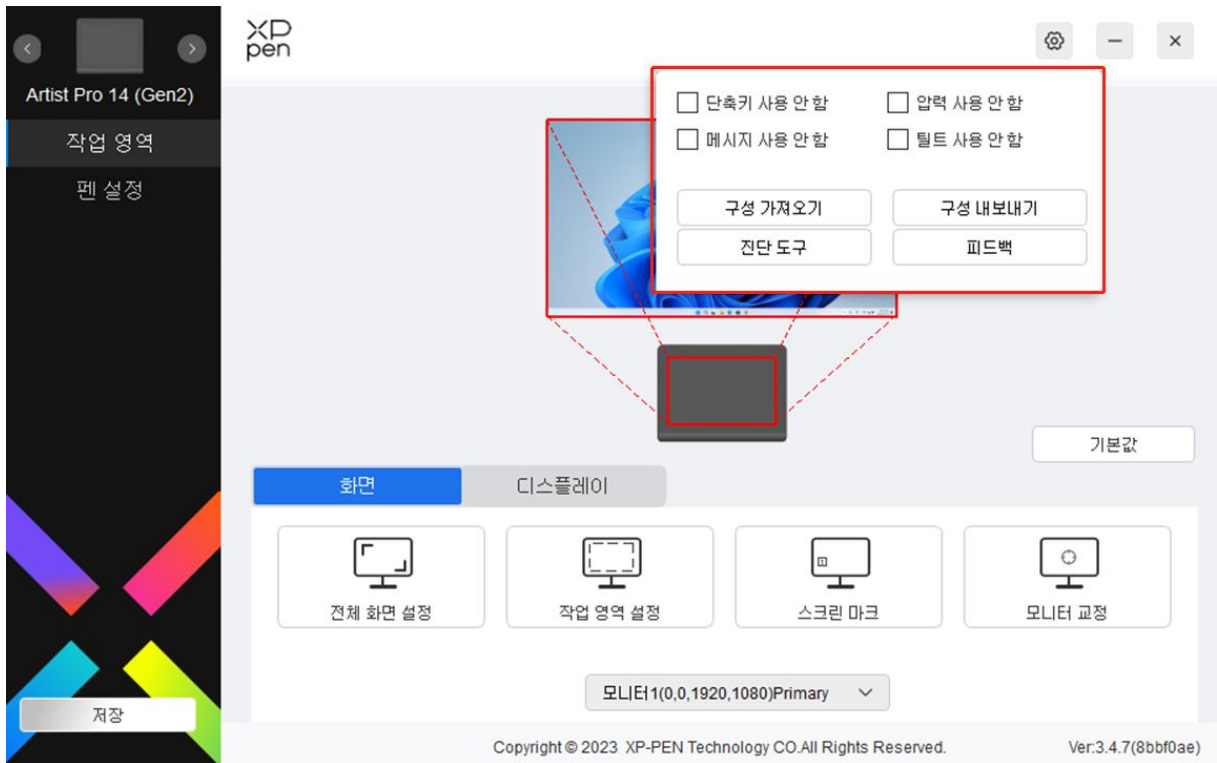 XP
pen
Artist Pro 14 (Gen2)
작업 영역
펜 설정
단축키 사용 안 함
압력 사용 안 함
메시지 사용 안 함
틸트 사용 안 함
구성 가져오기
구성 내보내기
진단 도구
피드백
기본값
화면
디스플레이
전체 화면 설정
작업 영역 설정
스크린 마크
모니터 교정
모니터1(0,0,1920,1080)Primary
저장
Copyright © 2023 XP-PEN Technology CO.All Rights Reserved.
Ver:3.4.7(8bbf0ae)